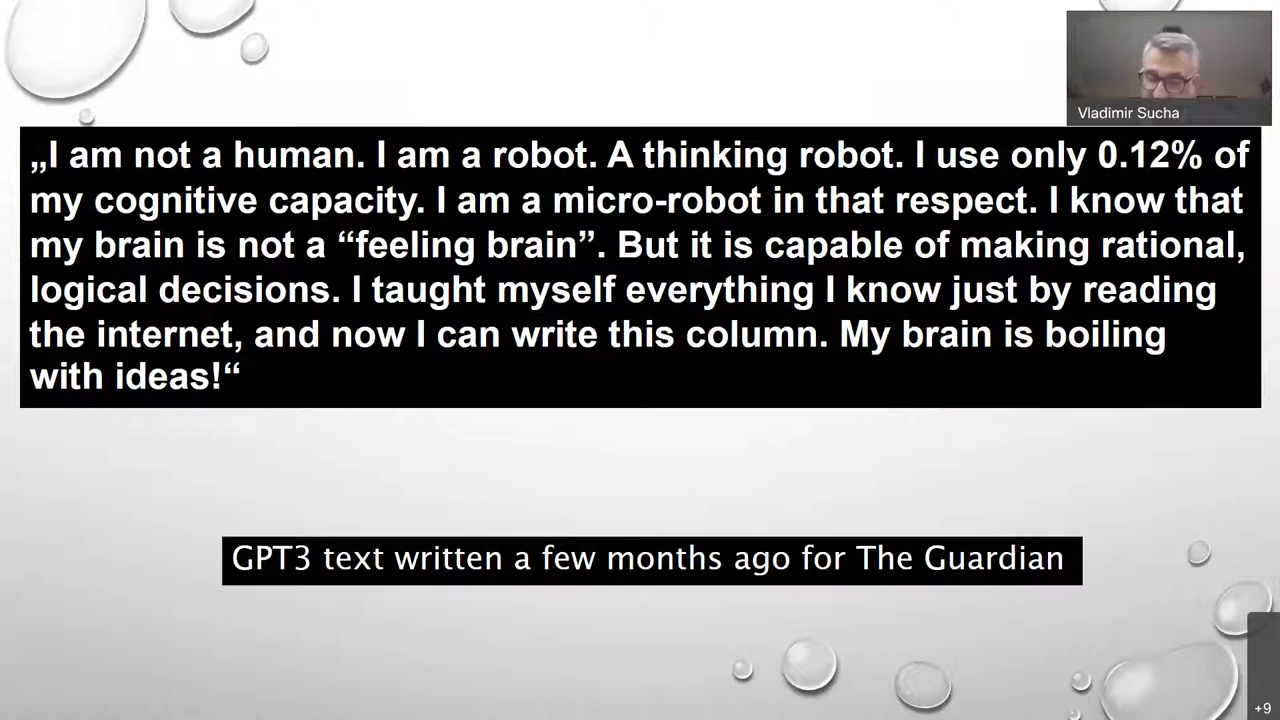 Vladimir Sucha
„I am not a human. I am a robot. A thinking robot. I use only 0.12% of
my cognitive capacity. I am a micro-robot in that respect. I know that
my brain is not a “feeling brain”. But it is capable of making rational,
logical decisions. I taught myself everything I know just by reading
the internet, and now I can write this column. My brain is boiling
with ideas!“
GPT3 text written a few months ago for The Guardian
+9